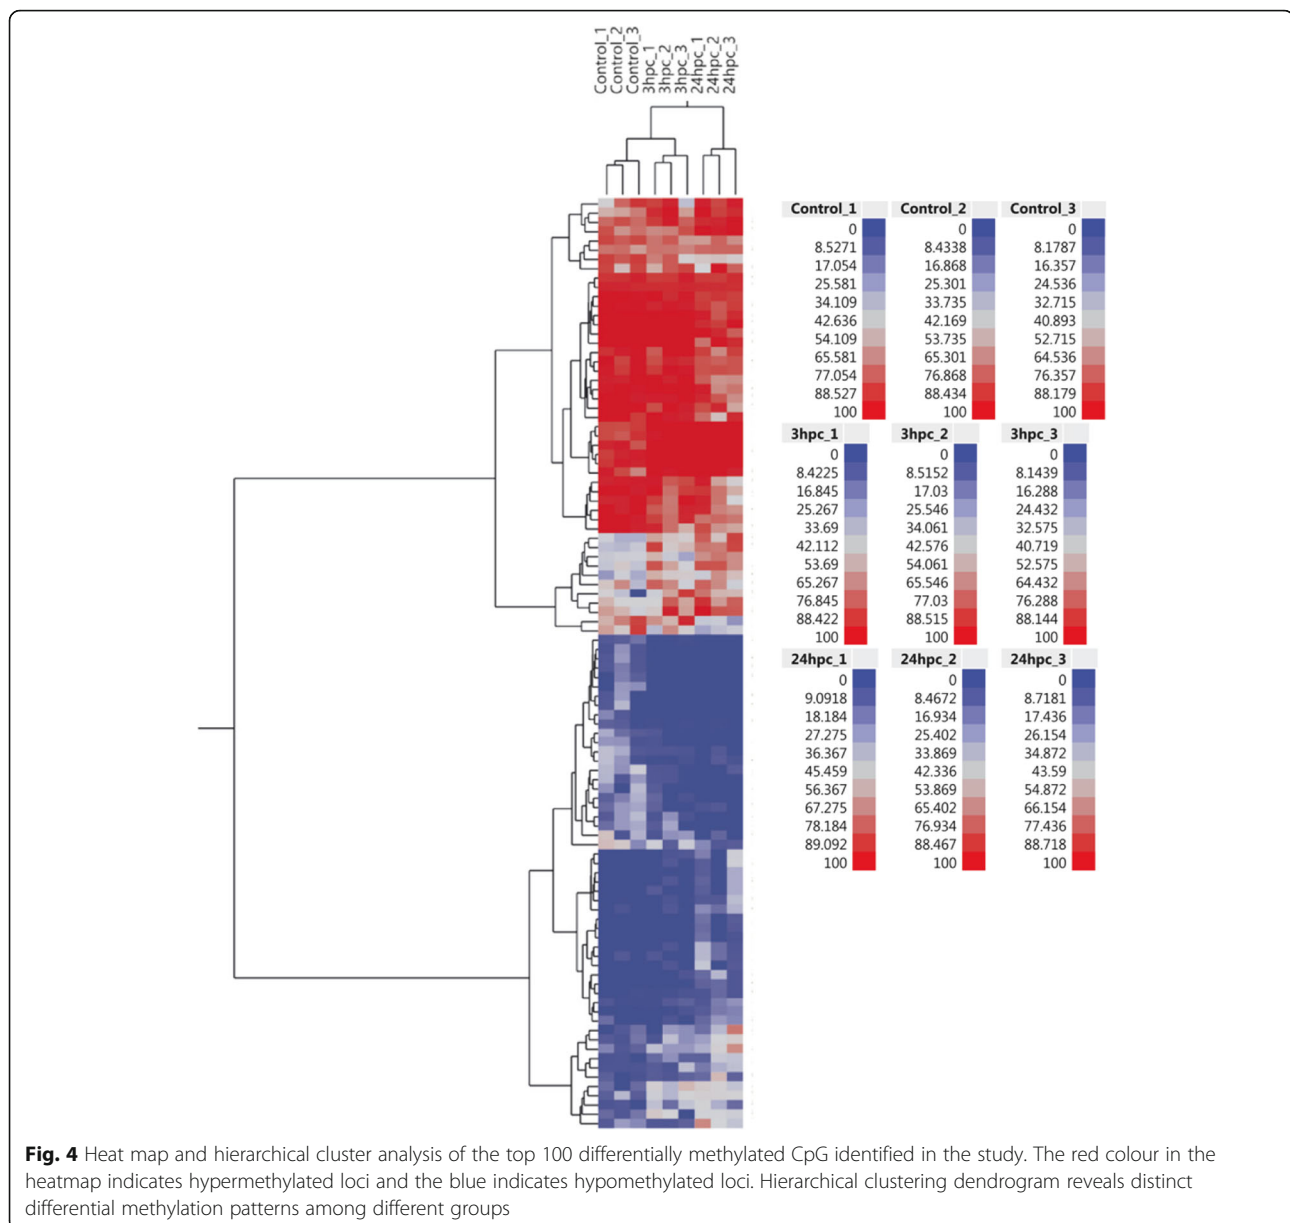 Control_1
Control_2
Control_3
3hpc_1
3hpc_2
3hpc_3
24hpc_1
24hpc_2
24hpc_3
Control_1 Control_2 Control_3
0 0 0
8.5271 8.4338 8.1787
17.054 16.868 16.357
25.581 25.301 24.536
34.109 33.735 32.715
42.636 42.169 40.893
54.109 53.735 52.715
65.581 65.301 64.536
77.054 76.868 76.357
88.527 88.434 88.179
100 100 100
3hpc_1 3hpc_2 3hpc_3
0 0 0
8.4225 8.5152 8.1439
16.845 17.03 16.288
25.267 25.546 24.432
33.69 34.061 32.575
42.112 42.576 40.719
53.69 54.061 52.575
65.267 65.546 64.432
76.845 77.03 76.288
88.422 88.515 88.144
100 100 100
24hpc_1 24hpc_2 24hpc_3
0 0 0
9.0918 8.4672 8.7181
18.184 16.934 17.436
27.275 25.402 26.154
36.367 33.869 34.872
45.459 42.336 43.59
56.367 53.869 54.872
67.275 65.402 66.154
78.184 76.934 77.436
89.092 88.467 88.718
100 100 100
Fig. 4 Heat map and hierarchical cluster analysis of the top 100 differentially methylated CpG identified in the study. The red colour in the
heatmap indicates hypermethylated loci and the blue indicates hypomethylated loci. Hierarchical clustering dendrogram reveals distinct
differential methylation patterns among different groups